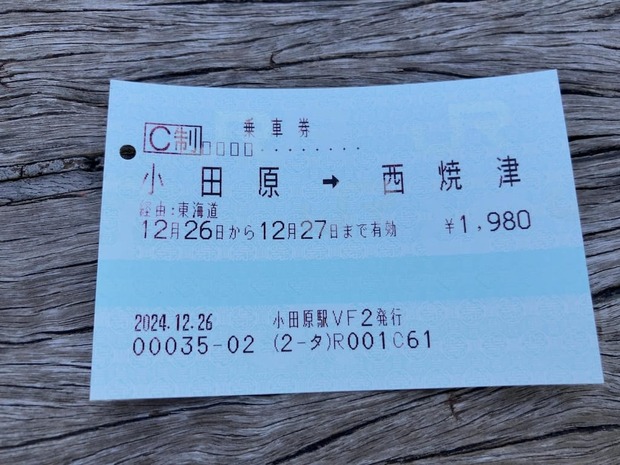 乗車券
C制
□□□□・・・・・・・・
小田原 → 西焼津
経由:東海道
12月26日から12月27日まで有効 ¥1,980
2024.12.26 小田原駅VF2発行
00035-02 (2-タ)R001061